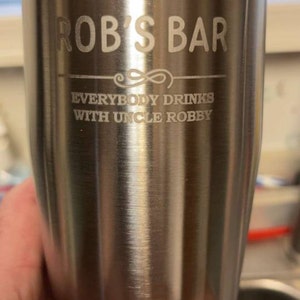 ROB'S BAR
EVERYBODY DRINKS
WITH UNCLE ROBBY